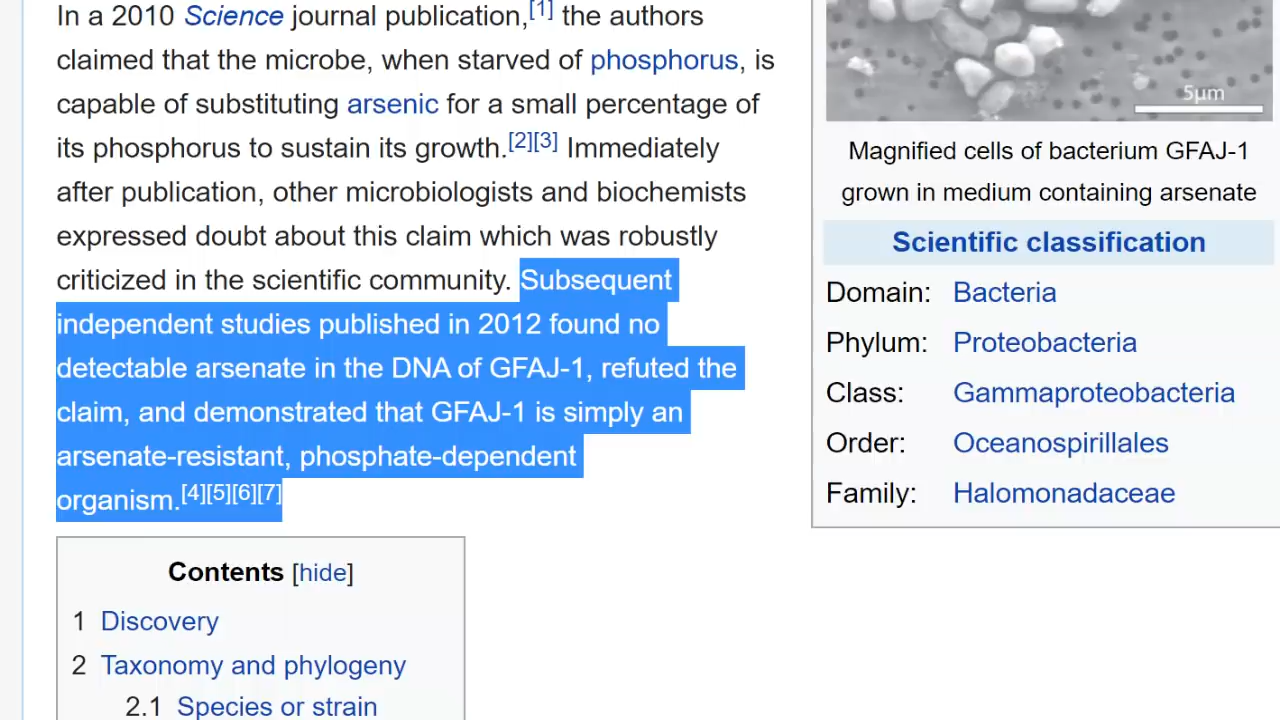 In a 2010 Science journal publication,[1] the authors
claimed that the microbe, when starved of phosphorus, is
capable of substituting arsenic for a small percentage of
its phosphorus to sustain its growth.[2][3] Immediately
after publication, other microbiologists and biochemists
expressed doubt about this claim which was robustly
criticized in the scientific community. Subsequent
independent studies published in 2012 found no
detectable arsenate in the DNA of GFAJ-1, refuted the
claim, and demonstrated that GFAJ-1 is simply an
arsenate-resistant, phosphate-dependent
organism.[4][5][6][7]
Contents [hide]
1 Discovery
2 Taxonomy and phylogeny
2.1 Species or strain
5µm
Magnified cells of bacterium GFAJ-1
grown in medium containing arsenate
Scientific classification
Domain: Bacteria
Phylum: Proteobacteria
Class: Gammaproteobacteria
Order: Oceanospirillales
Family: Halomonadaceae